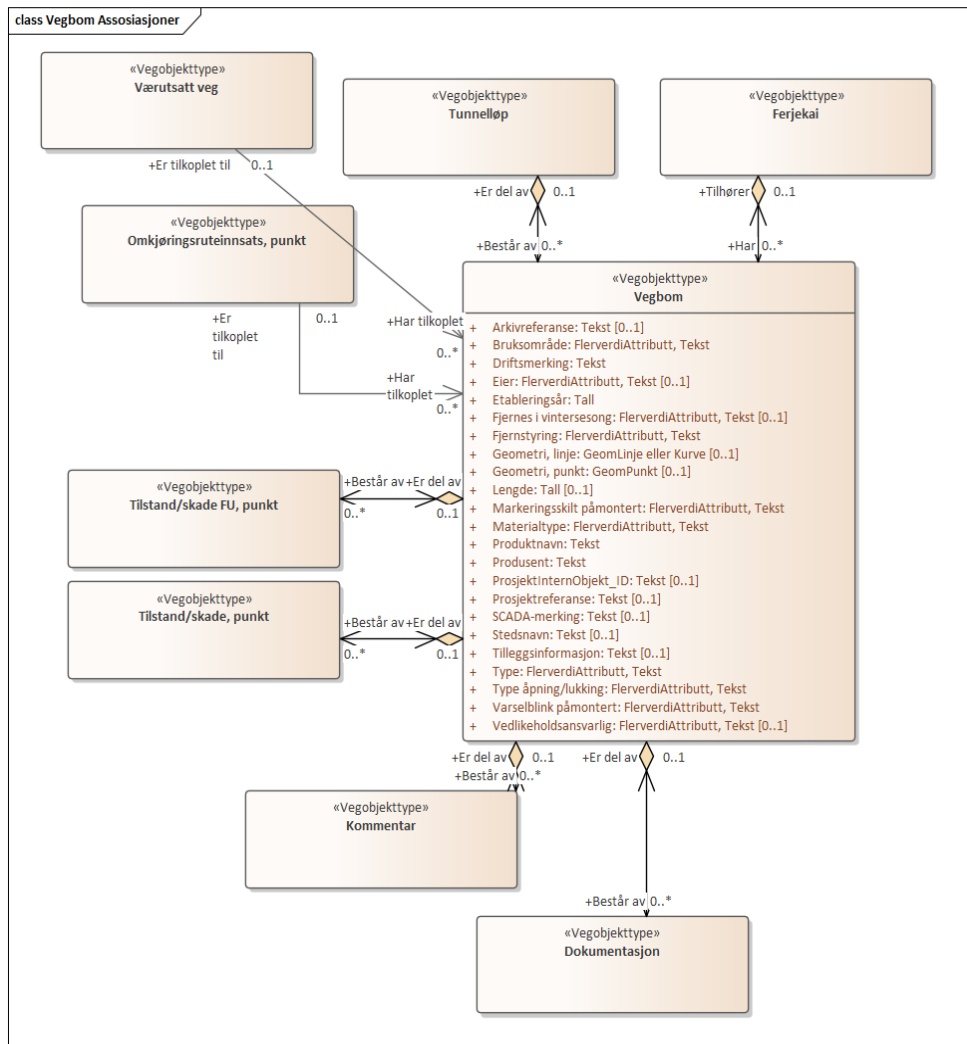 class Vegbom Assosiasjoner
«Vegobjekttype»
Værutsatt veg
+Er tilkoplet til 0..1
«Vegobjekttype»
Tunnelløp
+Er del av 0..1
+Består av 0..*
«Vegobjekttype»
Ferjekai
+Tilhører 0..1
+Har 0..*
«Vegobjekttype»
Omkjøringsruteinnsats, punkt
+Er
tilkoplet
til
0..1
+Har tilkoplet
0..*
+Har
tilkoplet
0..*
«Vegobjekttype»
Vegbom
+ Arkivreferanse: Tekst [0..1]
+ Bruksområde: FlerverdiAttributt, Tekst
+ Driftsmerking: Tekst
+ Eier: FlerverdiAttributt, Tekst [0..1]
+ Etableringsår: Tall
+ Fjernes i vintersesong: FlerverdiAttributt, Tekst [0..1]
+ Fjernstyring: FlerverdiAttributt, Tekst
+ Geometri, linje: GeomLinje eller Kurve [0..1]
+ Geometri, punkt: GeomPunkt [0..1]
+ Lengde: Tall [0..1]
+ Markeringsskilt påmontert: FlerverdiAttributt, Tekst
+ Materialtype: FlerverdiAttributt, Tekst
+ Produktnavn: Tekst
+ Produsent: Tekst
+ ProsjektInternObjekt_ID: Tekst [0..1]
+ Prosjektreferanse: Tekst [0..1]
+ SCADA-merking: Tekst [0..1]
+ Stedsnavn: Tekst [0..1]
+ Tilleggsinformasjon: Tekst [0..1]
+ Type: FlerverdiAttributt, Tekst
+ Type åpning/lukking: FlerverdiAttributt, Tekst
+ Varselblink påmontert: FlerverdiAttributt, Tekst
+ Vedlikeholdsansvarlig: FlerverdiAttributt, Tekst [0..1]
«Vegobjekttype»
Tilstand/skade FU, punkt
+Består av +Er del av
0..* 0..1
«Vegobjekttype»
Tilstand/skade, punkt
+Består av +Er del av
0..* 0..1
+Er del av 0..1
+Består av 0..*
«Vegobjekttype»
Kommentar
+Er del av 0..1
+Består av 0..*
«Vegobjekttype»
Dokumentasjon